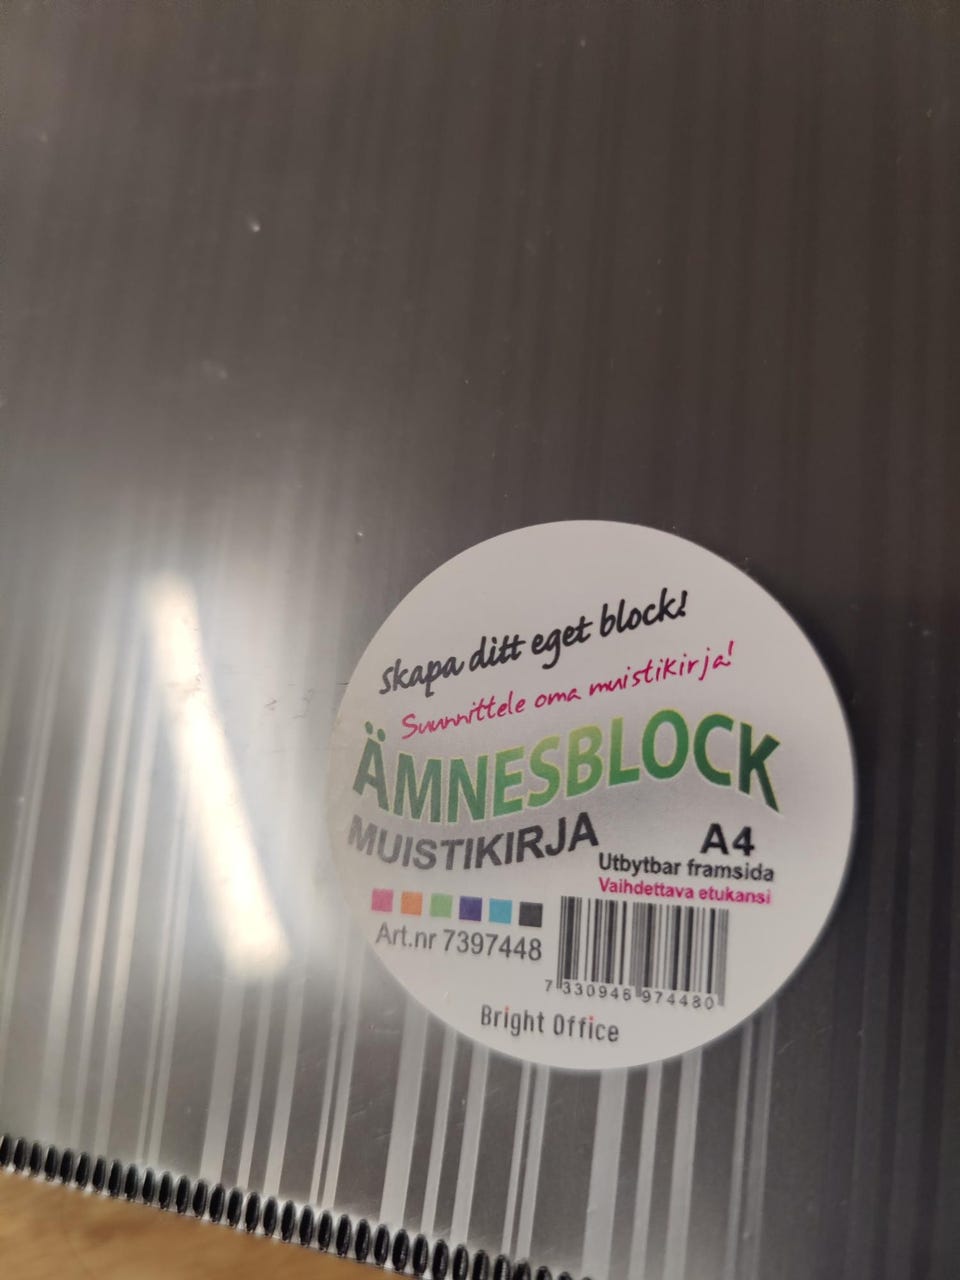 skapa ditt eget block!
Suunnittele oma muistikirja!
ÄMNESBLOCK
MUISTIKIRJA
A4
Utbytbar framsida
Vaihdettava etukansi
Art.nr 7397448
7 330946 974480
Bright Office